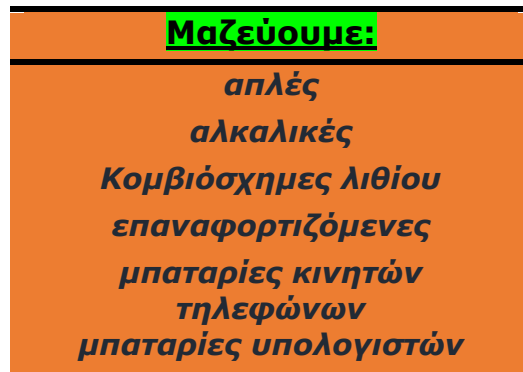 Μαζεύουμε:
απλές
αλκαλικές
Κομβιόσχημες λιθίου
επαναφορτιζόμενες
μπαταρίες κινητών
τηλεφώνων
μπαταρίες υπολογιστών